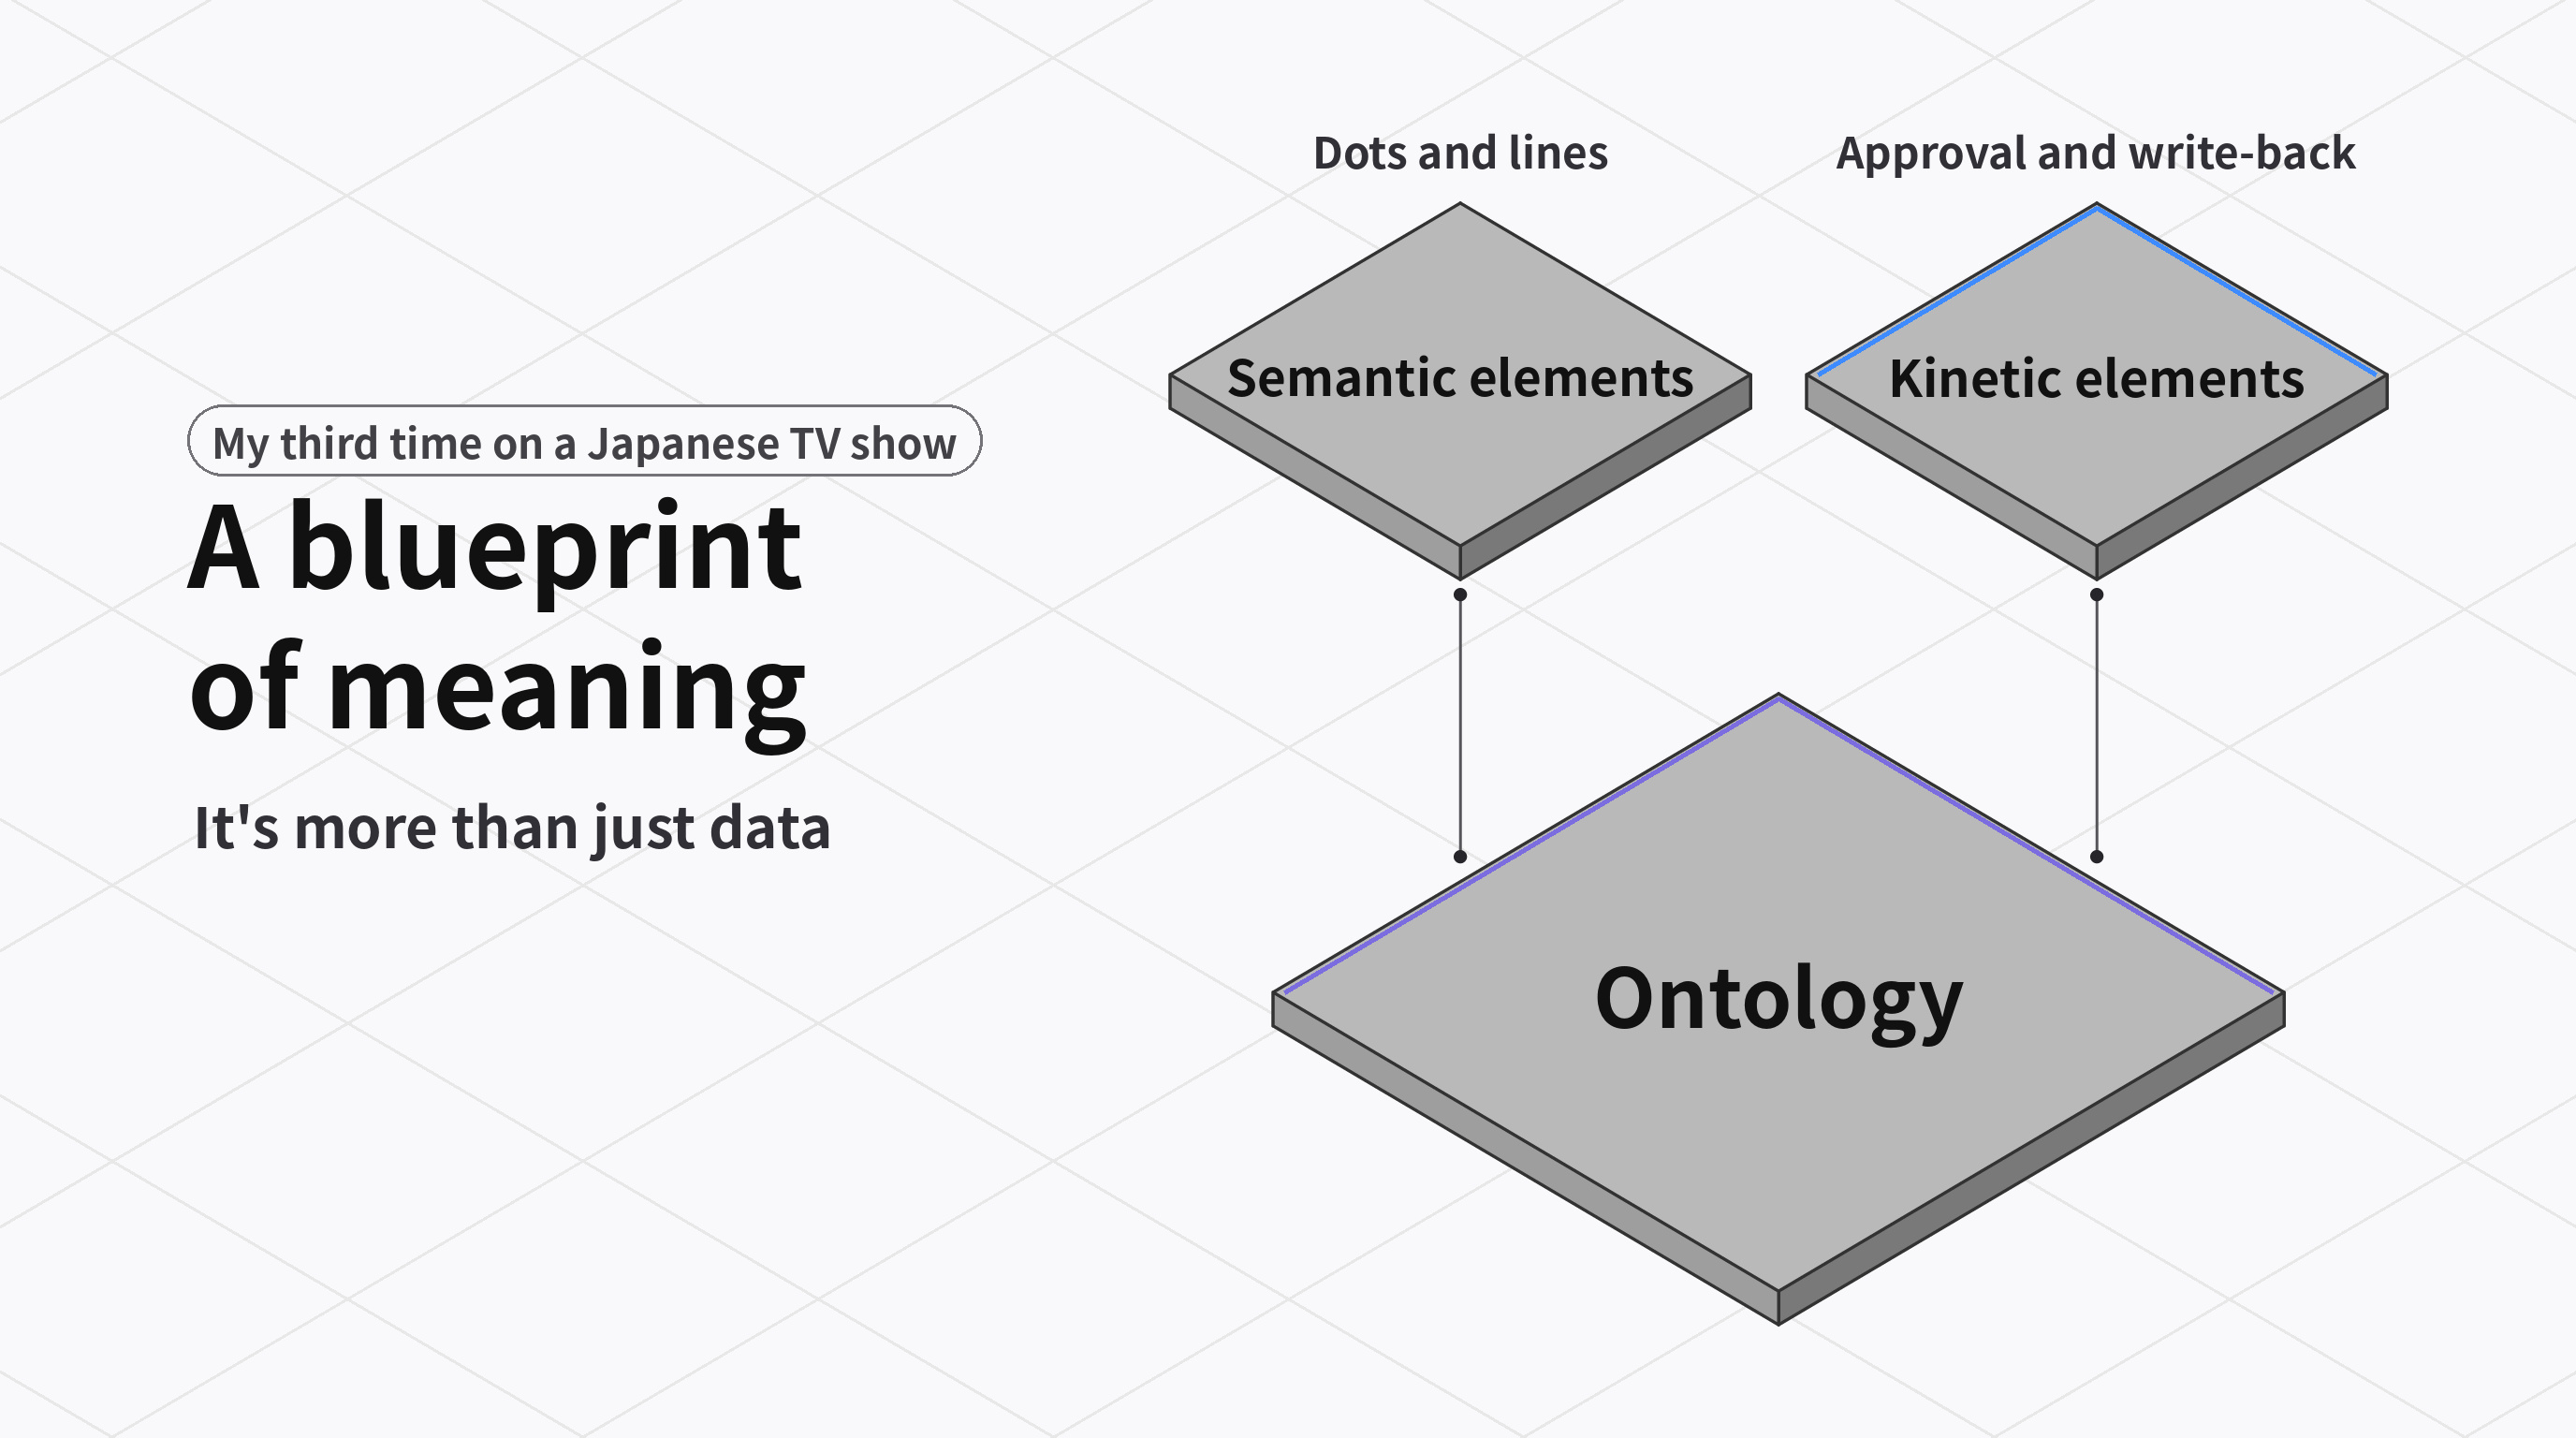 My third time on a Japanese TV show
A blueprint
of meaning
It's more than just data
Dots and lines
Approval and write-back
Semantic elements
Kinetic elements
Ontology